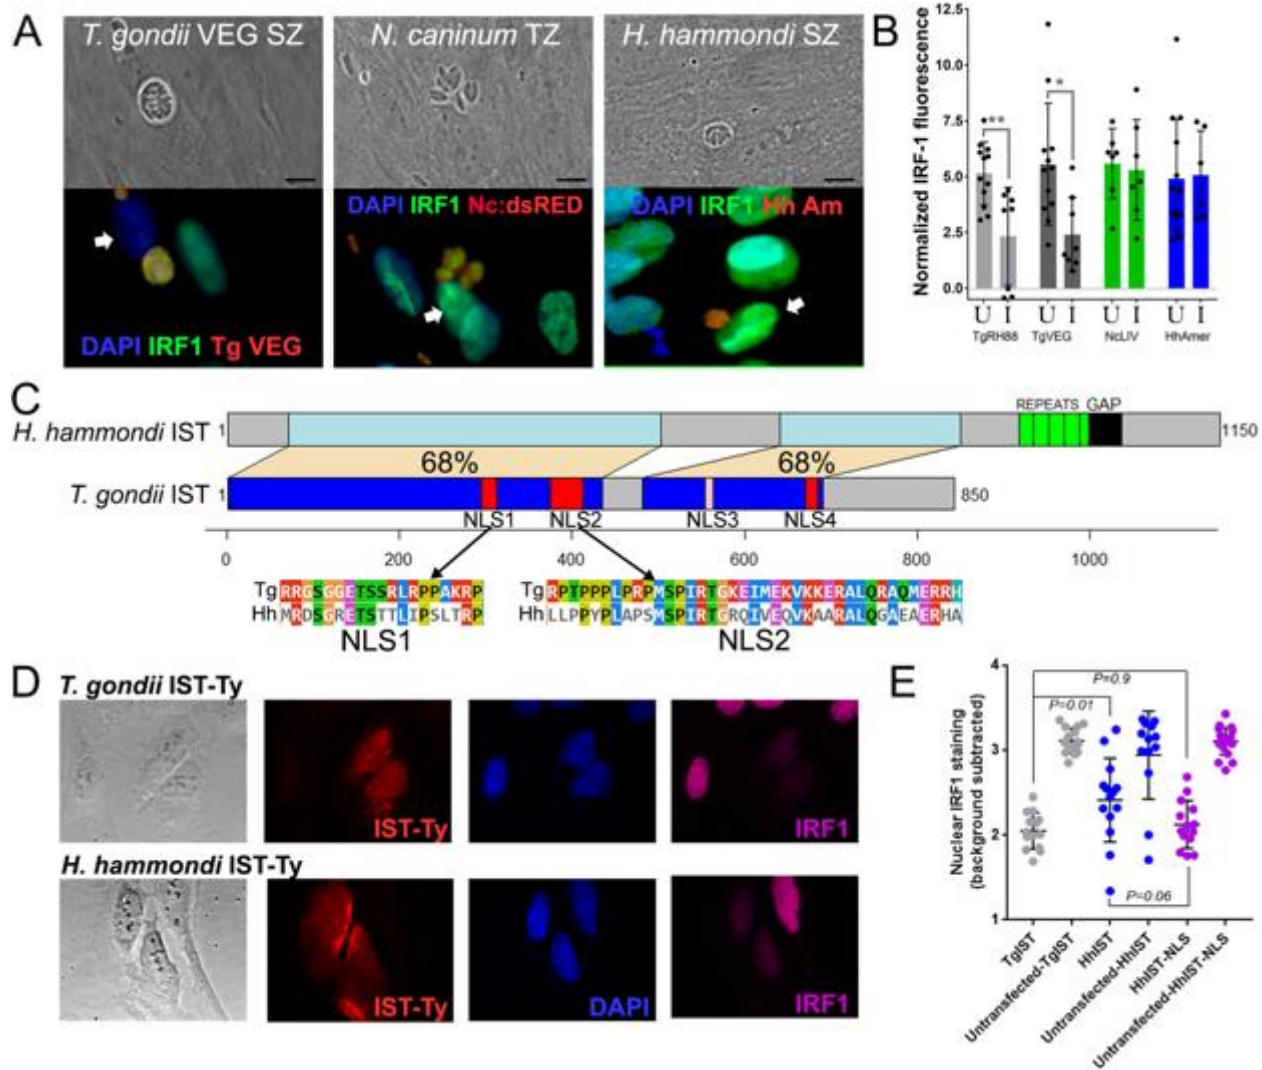 A
T. gondii VEG SZ
N. caninum TZ
H. hammondi SZ
DAPI IRF1 Tg VEG
DAPI IRF1 Nc:dsRED
DAPI IRF1 Hh Am
B
Normalized IRF-1 fluorescence
12.5
10.0
7.5
5.0
2.5
0.0
**
*
U I U I U I U I
TgRH88 TgVEG NcLIV HhAmer
C
REPEATS GAP
H. hammondi IST 1 1150
68% 68%
T. gondii IST 1 850
NLS1 NLS2 NLS3 NLS4
0 200 400 600 800 1000
Tg RRGSGGETSSRLRPPAKRP
Hh MRDSGRETSTTLIPSLTRP
NLS1
Tg RPTPPPLPRPMSPIRTGKEIMEKVKKERALQRAQMERRH
Hh LLPPYPLAPSMSPIRTGRQIVEQVKAARALQGAEAERHA
NLS2
D
T. gondii IST-Ty
IST-Ty
IRF1
H. hammondi IST-Ty
IST-Ty
DAPI
IRF1
E
Nuclear IRF1 staining
(background subtracted)
4
3
2
1
P=0.9
P=0.01
P=0.06
TgIST
Untransfected-TgIST
HhIST
Untransfected-HhIST
HhIST-NLS
Untransfected-HhIST-NLS